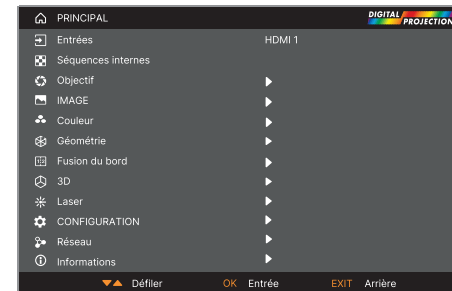 PRINCIPAL DIGITAL PROJECTION
Entrées HDMI 1
Séquences internes
Objectif
IMAGE
Couleur
Géométrie
Fusion du bord
3D
Laser
CONFIGURATION
Réseau
Informations
Défiler OK Entrée EXIT Arrière